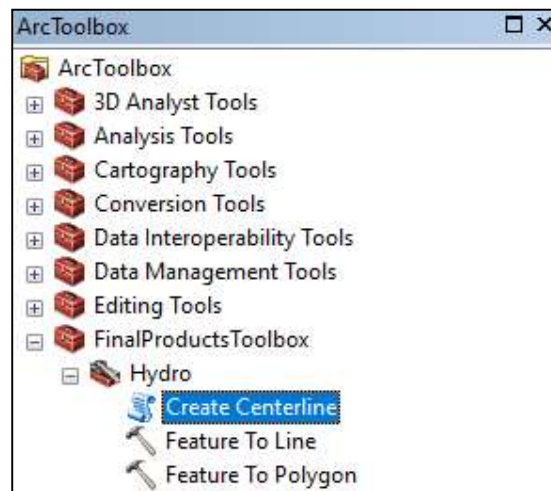 ArcToolbox
ArcToolbox
3D Analyst Tools
Analysis Tools
Cartography Tools
Conversion Tools
Data Interoperability Tools
Data Management Tools
Editing Tools
FinalProductsToolbox
Hydro
Create Centerline
Feature To Line
Feature To Polygon